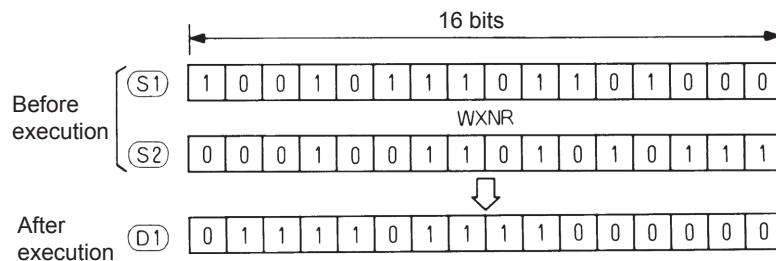 16 bits
S1 1 0 0 1 0 1 1 1 0 1 1 0 1 0 0 0
Before
execution
WXNR
S2 0 0 0 1 0 0 1 1 0 1 0 1 0 1 1 1
After
execution
D1 0 1 1 1 1 0 1 1 1 1 0 0 0 0 0 0